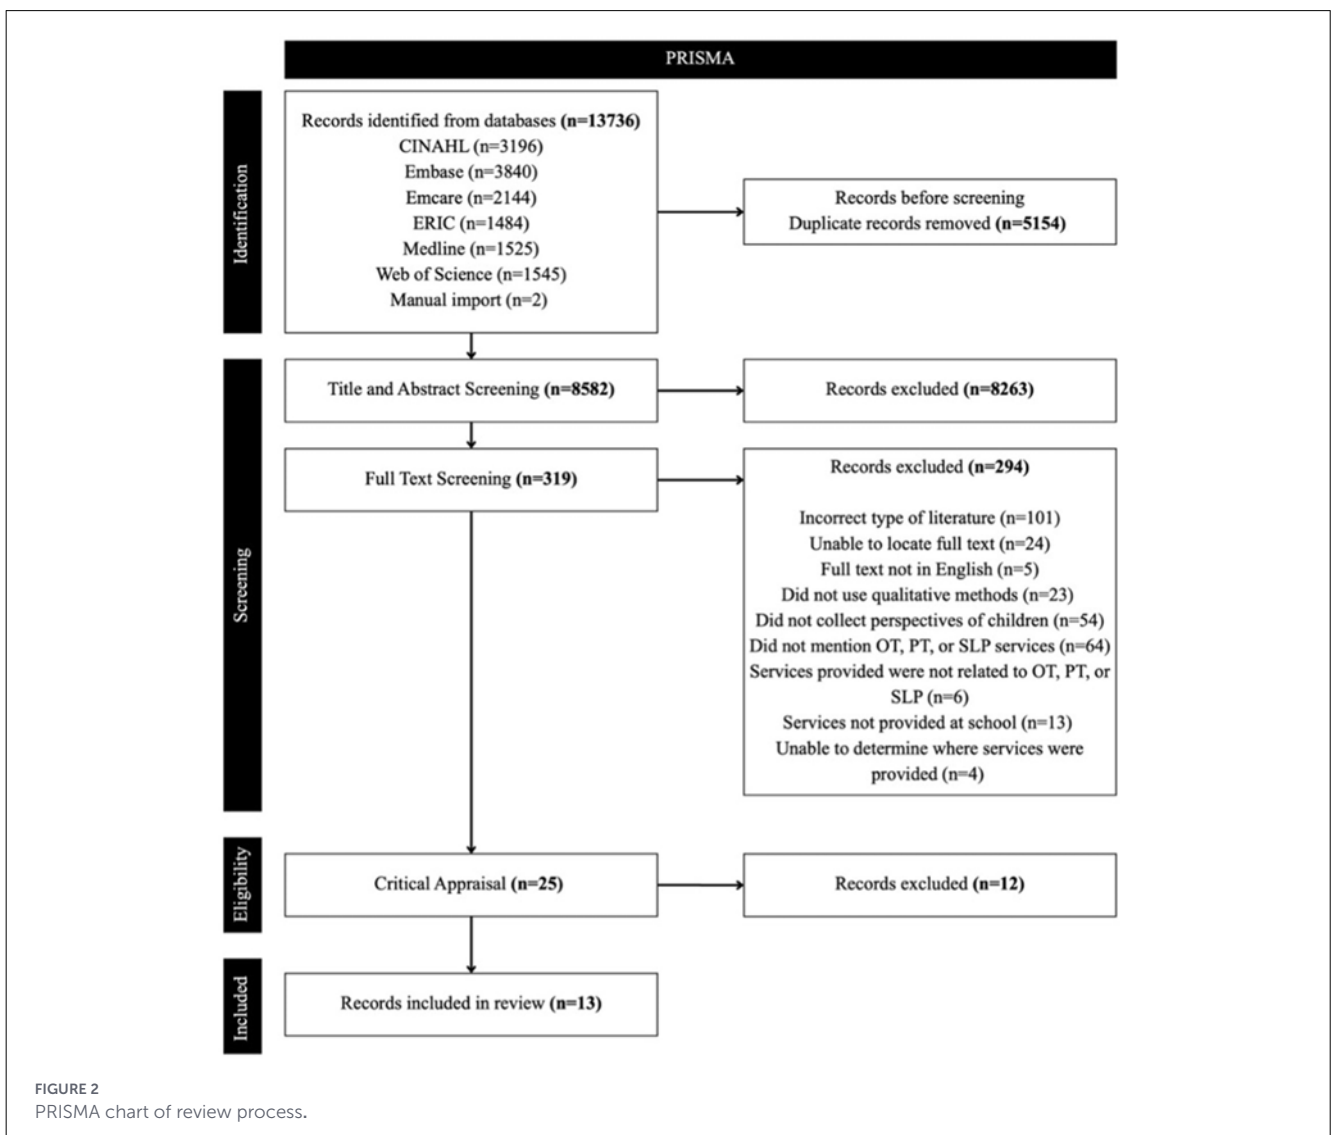 PRISMA
Identification
Records identified from databases (n=13736)
CINAHL (n=3196)
Embase (n=3840)
Emcare (n=2144)
ERIC (n=1484)
Medline (n=1525)
Web of Science (n=1545)
Manual import (n=2)
Records before screening
Duplicate records removed (n=5154)
Screening
Title and Abstract Screening (n=8582)
Records excluded (n=8263)
Full Text Screening (n=319)
Records excluded (n=294)
Incorrect type of literature (n=101)
Unable to locate full text (n=24)
Full text not in English (n=5)
Did not use qualitative methods (n=23)
Did not collect perspectives of children (n=54)
Did not mention OT, PT, or SLP services (n=64)
Services provided were not related to OT, PT, or
SLP (n=6)
Services not provided at school (n=13)
Unable to determine where services were
provided (n=4)
Eligibility
Critical Appraisal (n=25)
Records excluded (n=12)
Included
Records included in review (n=13)
FIGURE 2
PRISMA chart of review process.